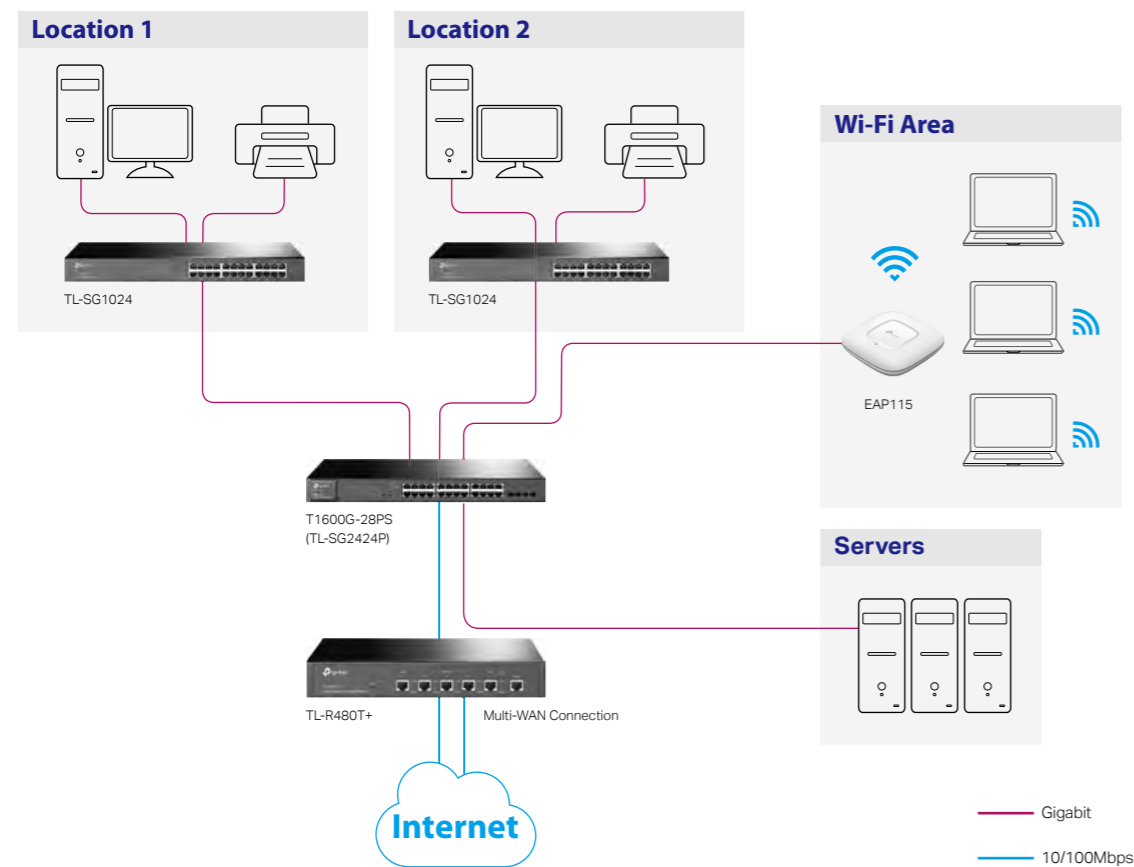 Location 1
Location 2
TL-SG1024
TL-SG1024
Wi-Fi Area
EAP115
T1600G-28PS
(TL-SG2424P)
Servers
TL-R480T+
Multi-WAN Connection
Internet
Gigabit
10/100Mbps